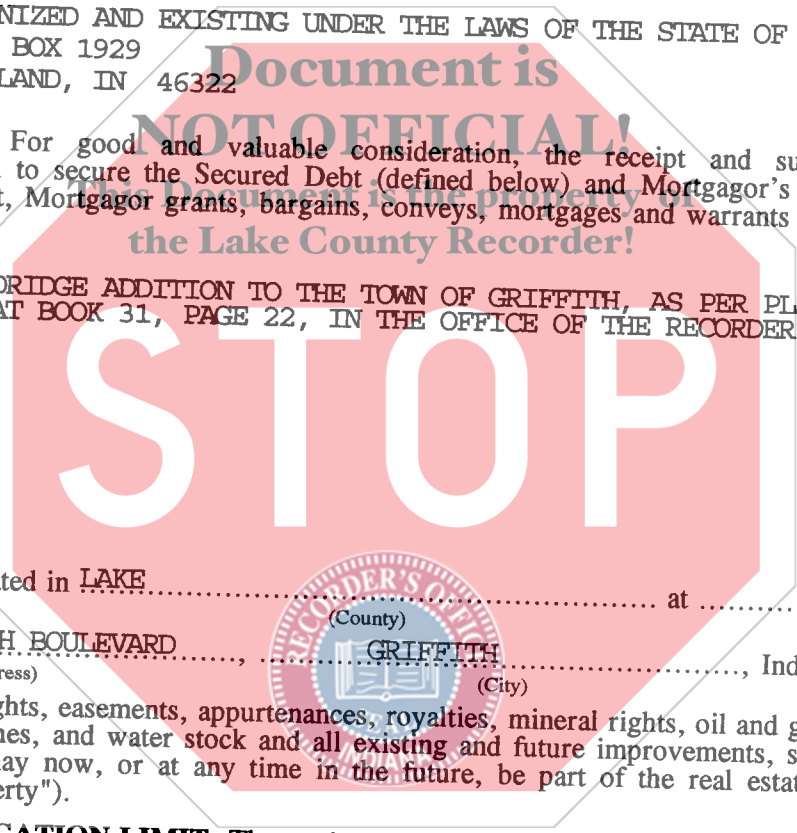 NIZED AND EXISTING UNDER THE LAWS OF THE STATE OF
BOX 1929
LAND, IN 46322
Document is
NOT OFFICIAL!
For good and valuable consideration, the receipt and su
to secure the Secured Debt (defined below) and Mortgagor's
This Document is the property of
t, Mortgagor grants, bargains, conveys, mortgages and warrants
the Lake County Recorder!
DRIDGE ADDITION TO THE TOWN OF GRIFFITH, AS PER PL
AT BOOK 31, PAGE 22, IN THE OFFICE OF THE RECORDER
STOP
ted in LAKE at
(County)
RECORDER'S OFFICE
H BOULEVARD, GRIFFITH, Ind
ress) (City)
ghts, easements, appurtenances, royalties, mineral rights, oil and g
nes, and water stock and all existing and future improvements, s
INDIANA
ay now, or at any time in the future, be part of the real estat
erty").
CATION LIMIT.